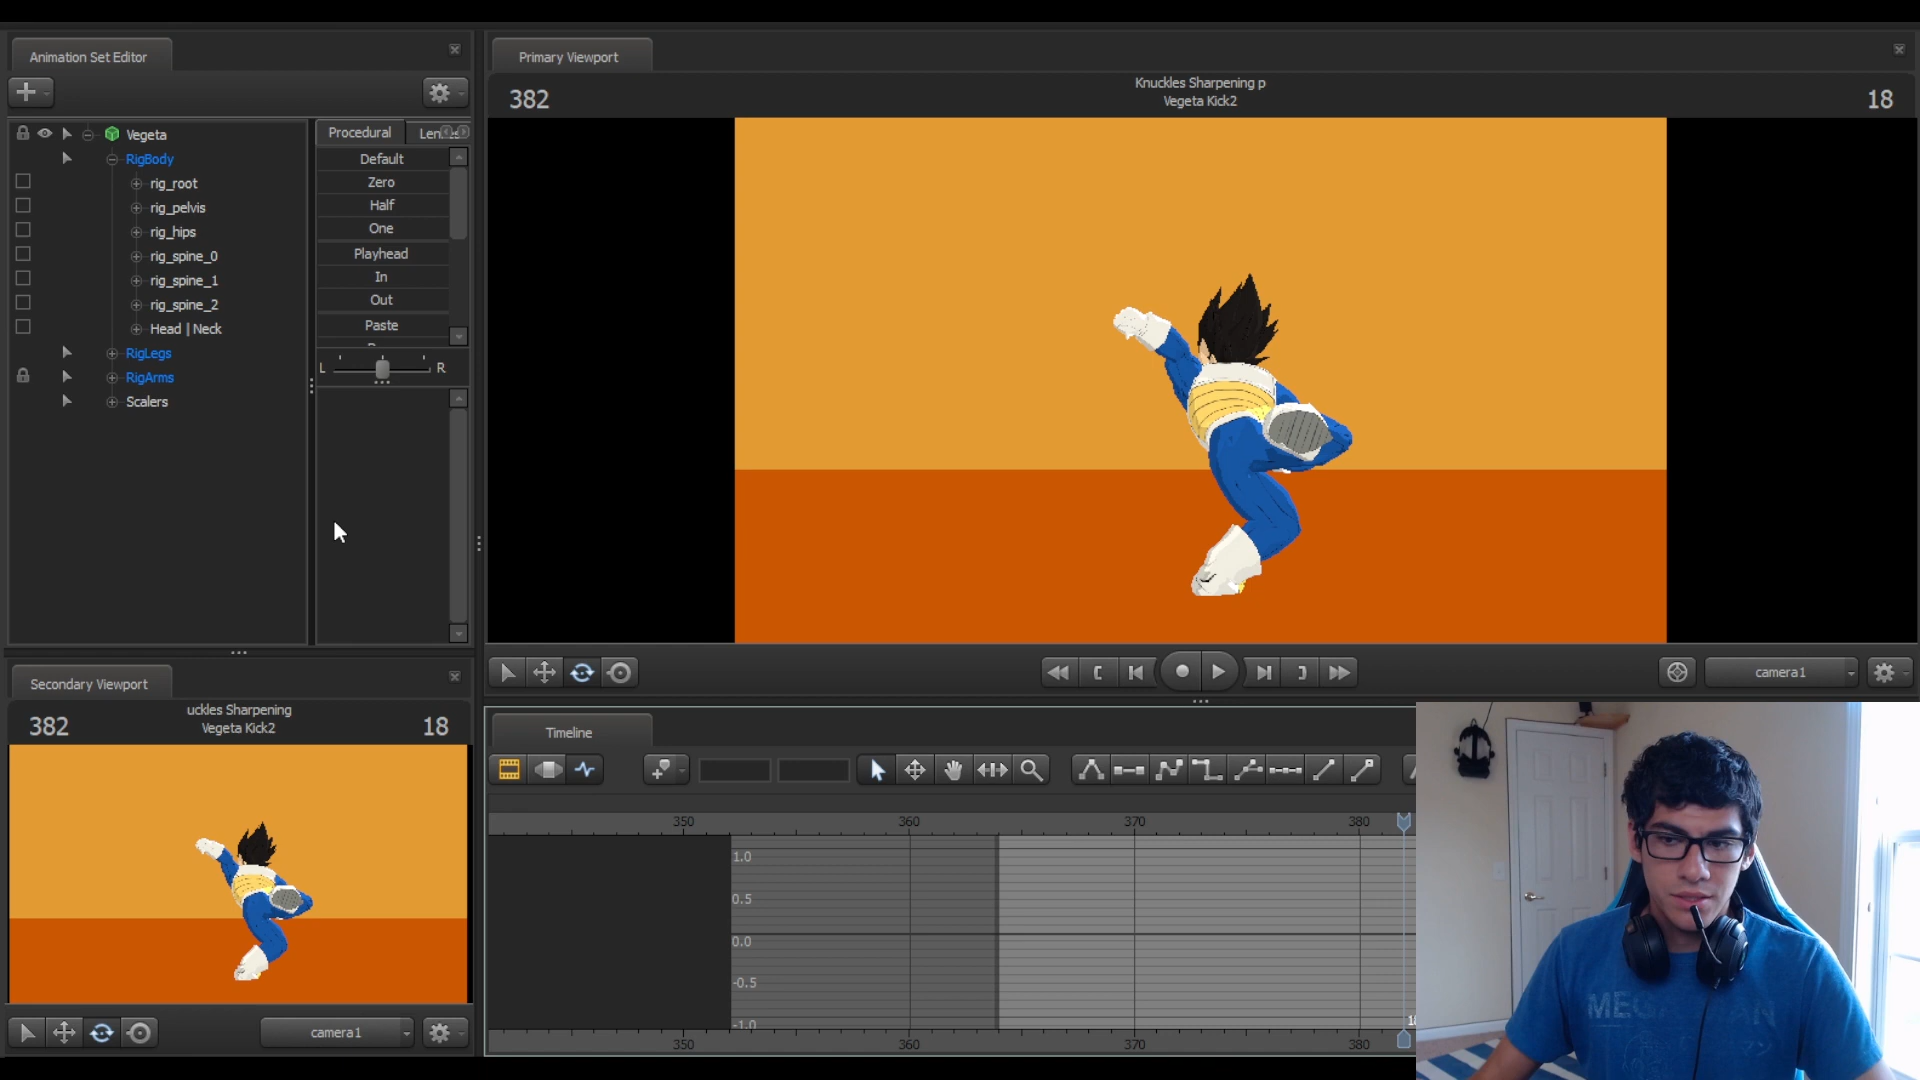 Animation Set Editor
Vegeta
RigBody
rig_root
rig_pelvis
rig_hips
rig_spine_0
rig_spine_1
rig_spine_2
Head | Neck
RigLegs
RigArms
Scalers
Procedural
Default
Zero
Half
One
Playhead
In
Out
Paste
L
R
Primary Viewport
382
Knuckles Sharpening p
Vegeta Kick2
18
camera1
Secondary Viewport
382
uckles Sharpening
Vegeta Kick2
18
camera1
Timeline
350 360 370 380
1.0
0.5
0.0
-0.5
-1.0
350 360 370 380